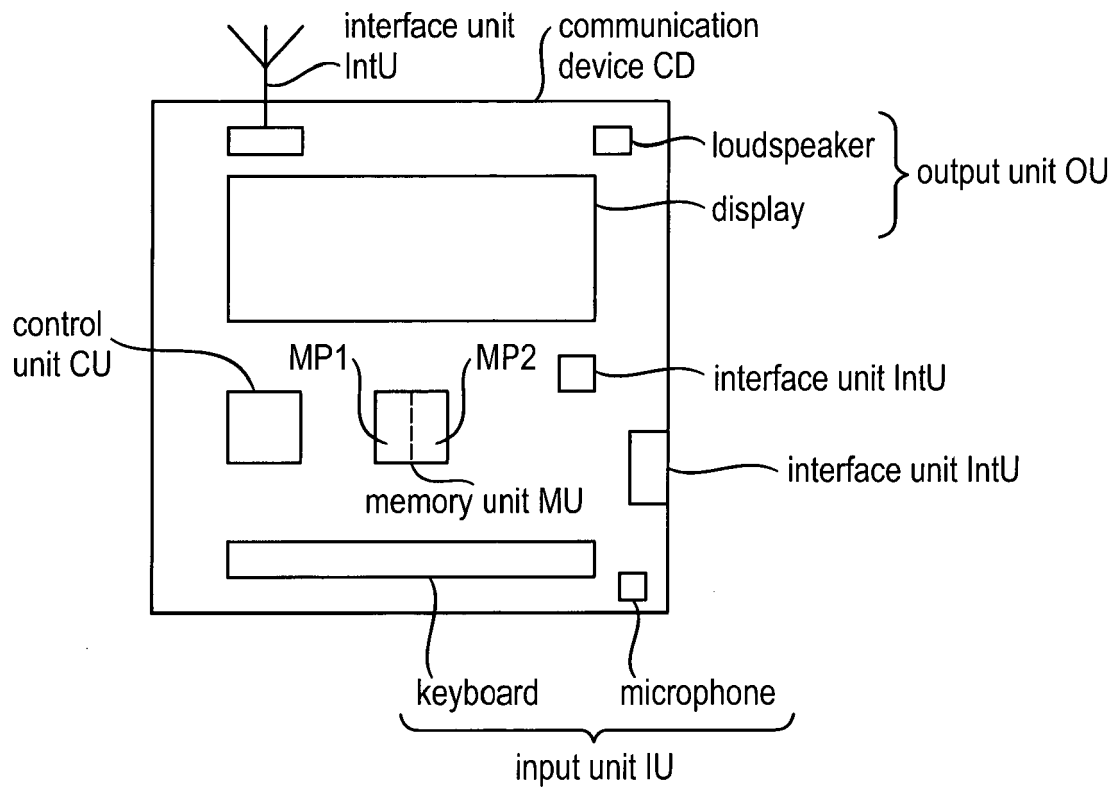 interface unit
IntU
communication
device CD
loudspeaker
output unit OU
display
control
unit CU
MP1
MP2
interface unit IntU
interface unit IntU
memory unit MU
keyboard
microphone
input unit IU